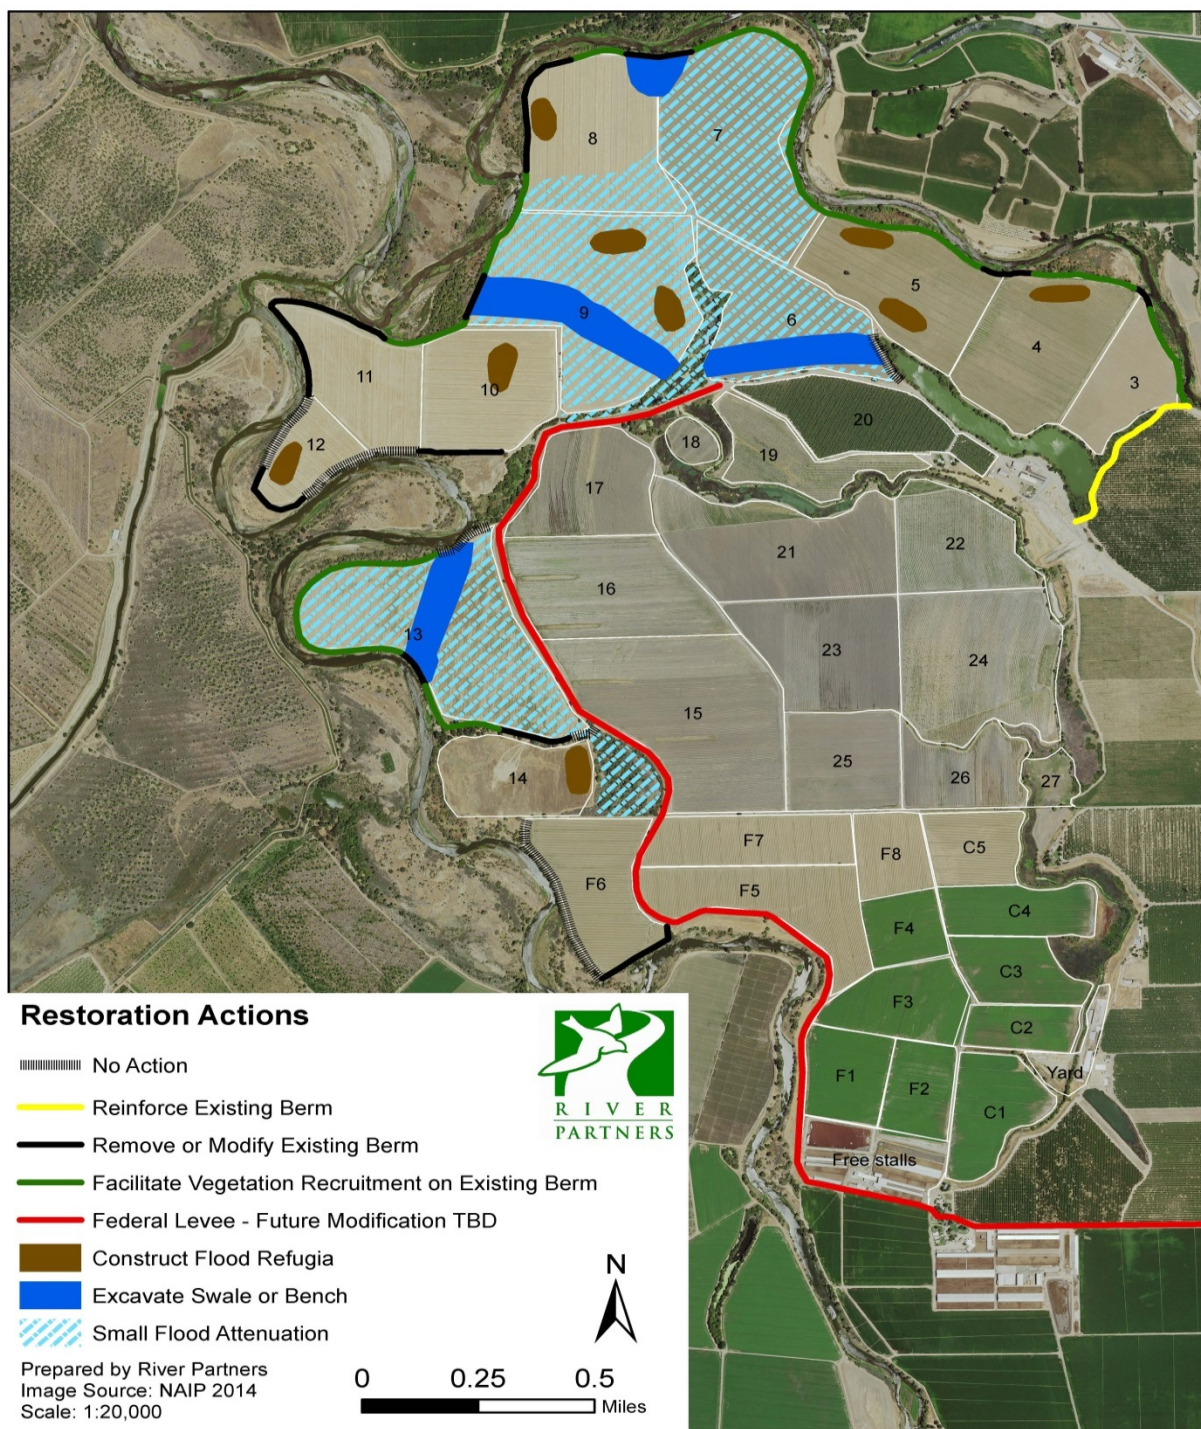 7
8
5
9
6
4
3
11
10
20
12
18
19
17
21
22
16
13
23
24
15
25
26
27
14
F7
F8
C5
F6
F5
C4
F4
C3
F3
C2
Yard
F1
F2
C1
Free stalls
Restoration Actions
No Action
Reinforce Existing Berm
Remove or Modify Existing Berm
Facilitate Vegetation Recruitment on Existing Berm
Federal Levee - Future Modification TBD
Construct Flood Refugia
Excavate Swale or Bench
Small Flood Attenuation
RIVER
PARTNERS
N
Prepared by River Partners
Image Source: NAIP 2014
Scale: 1:20,000
0 0.25 0.5
Miles